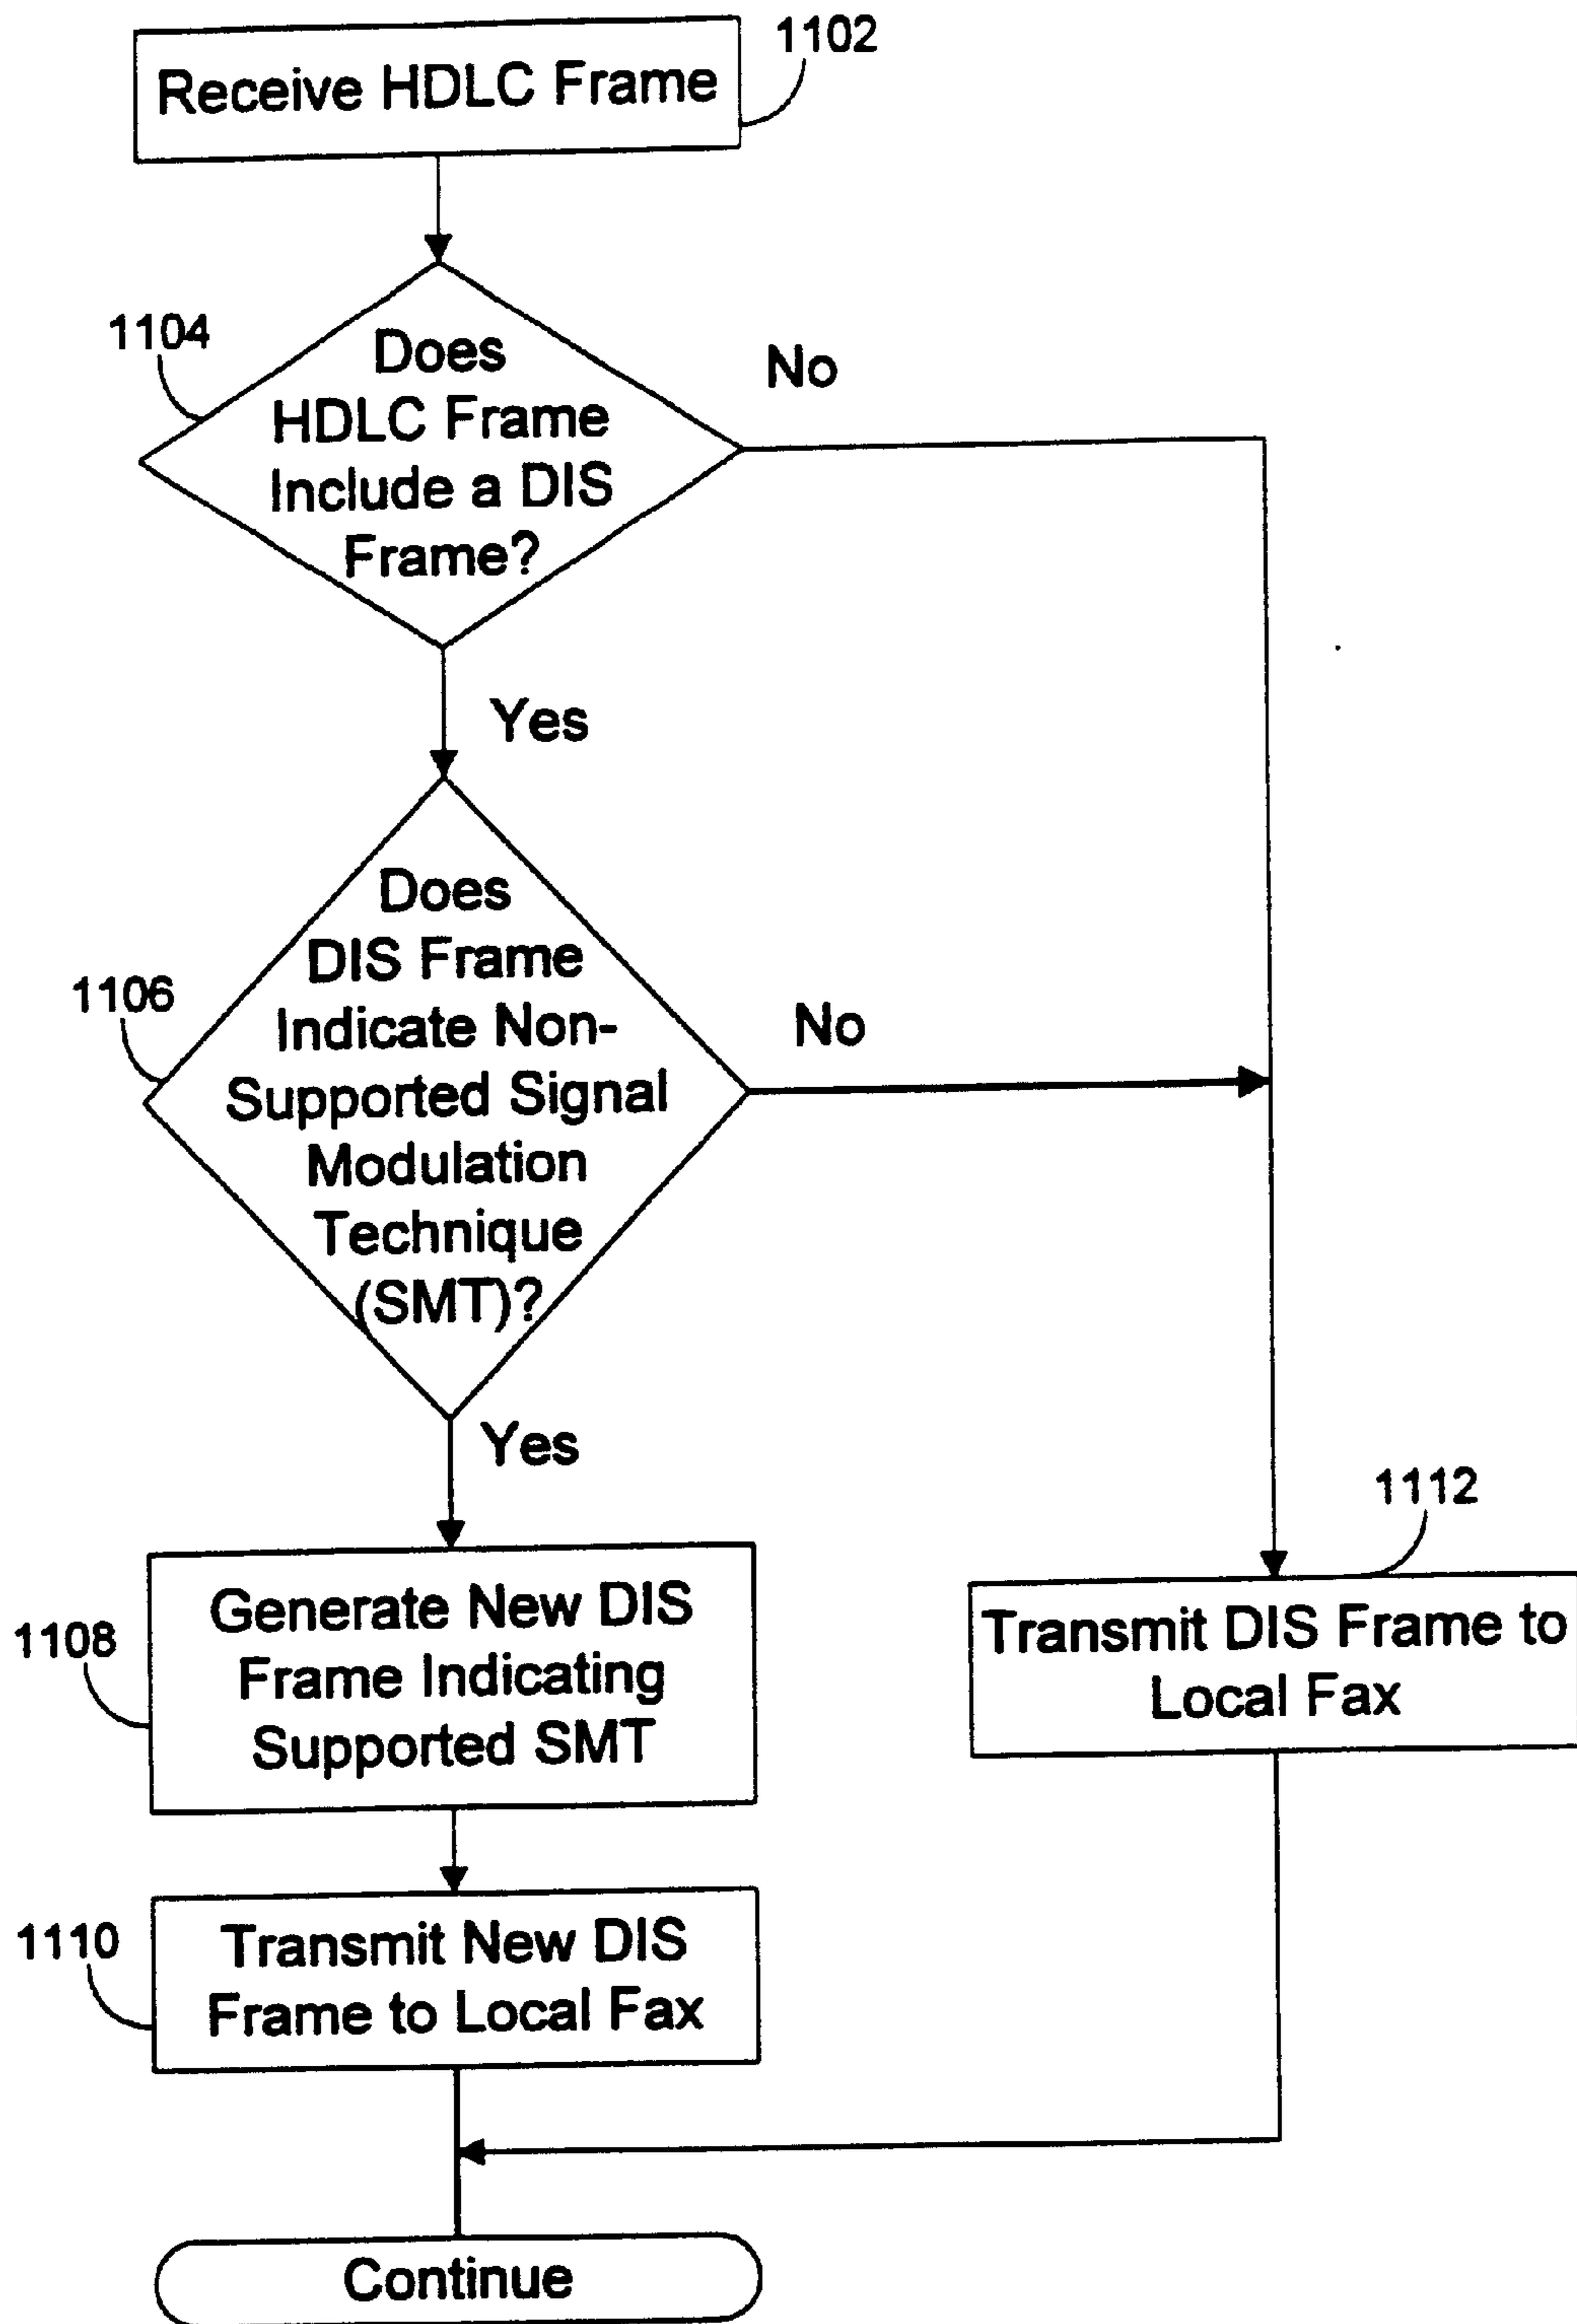 1102
Receive HDLC Frame
1104
Does
HDLC Frame
Include a DIS
Frame?
No
Yes
1106
Does
DIS Frame
Indicate Non-
Supported Signal
Modulation
Technique
(SMT)?
No
Yes
1108
Generate New DIS
Frame Indicating
Supported SMT
1112
Transmit DIS Frame to
Local Fax
1110
Transmit New DIS
Frame to Local Fax
Continue